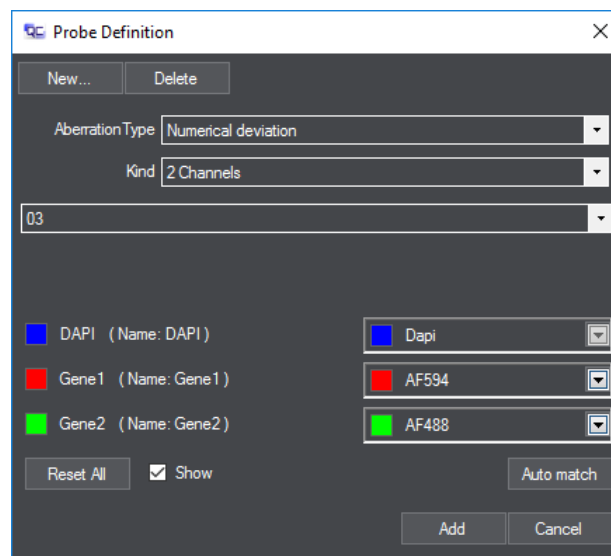 Probe Definition
New... Delete
Aberration Type Numerical deviation
Kind 2 Channels
03
DAPI ( Name: DAPI ) Dapi
Gene1 ( Name: Gene1 ) AF594
Gene2 ( Name: Gene2 ) AF488
Reset All Show Auto match
Add Cancel